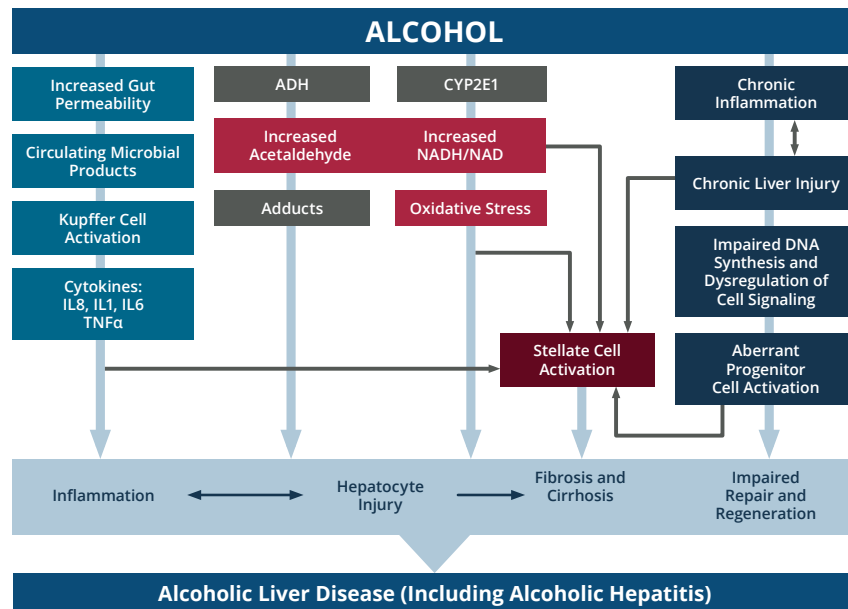 ALCOHOL
Increased Gut
Permeability
Circulating Microbial
Products
Kupffer Cell
Activation
Cytokines:
IL8, IL1, IL6
TNFα
ADH
Increased
Acetaldehyde
Adducts
CYP2E1
Increased
NADH/NAD
Oxidative Stress
Stellate Cell
Activation
Chronic
Inflammation
Chronic Liver Injury
Impaired DNA
Synthesis and
Dysregulation of
Cell Signaling
Aberrant
Progenitor
Cell Activation
Inflammation
Hepatocyte
Injury
Fibrosis and
Cirrhosis
Impaired
Repair and
Regeneration
Alcoholic Liver Disease (Including Alcoholic Hepatitis)